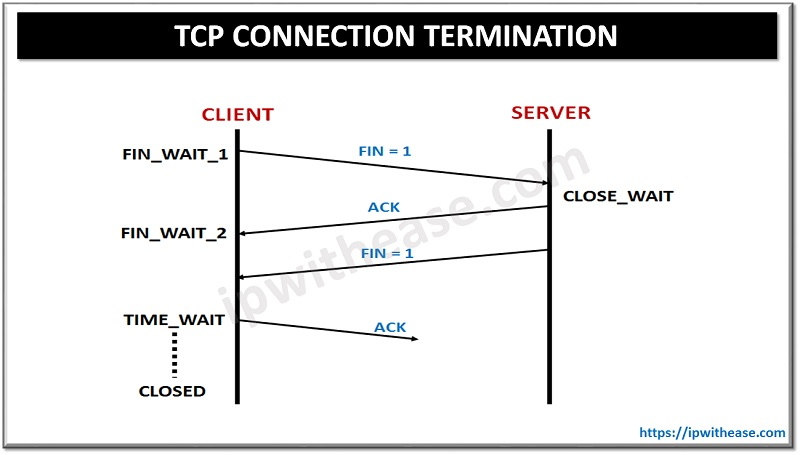 TCP CONNECTION TERMINATION
CLIENT
SERVER
FIN_WAIT_1
FIN = 1
CLOSE_WAIT
ACK
FIN_WAIT_2
FIN = 1
TIME_WAIT
ACK
CLOSED
ipwithease.com
https://ipwithease.com